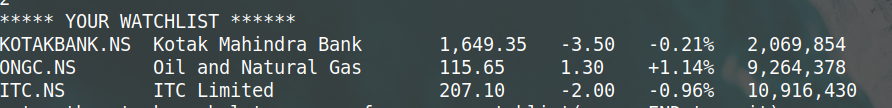 ***** YOUR WATCHLIST ******
KOTAKBANK.NS Kotak Mahindra Bank 1,649.35 -3.50 -0.21% 2,069,854
ONGC.NS Oil and Natural Gas 115.65 1.30 +1.14% 9,264,378
ITC.NS ITC Limited 207.10 -2.00 -0.96% 10,916,430